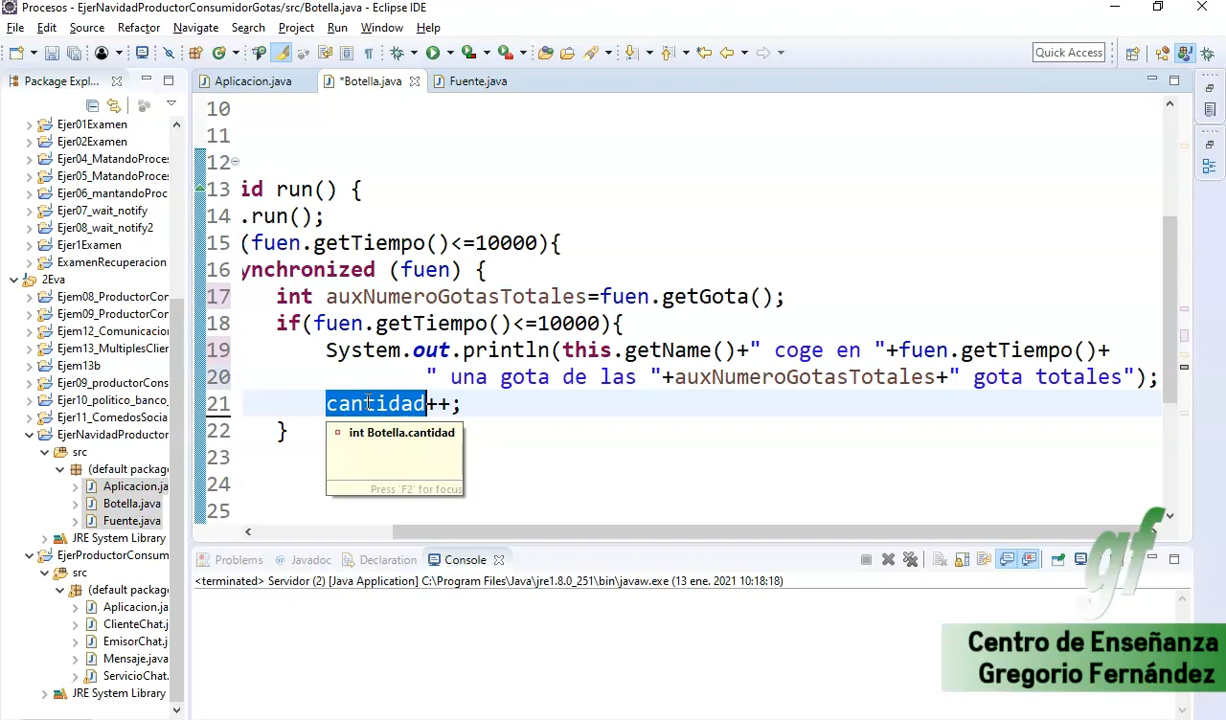 Procesos - EjerNavidadProductorConsumidorGotas/src/Botella.java - Eclipse IDE
File Edit Source Refactor Navigate Search Project Run Window Help
Quick Access
Package Expl...
Ejer01Examen
Ejer02Examen
Ejer04_MatandoProce
Ejer05_MatandoProce
Ejer06_mantandoProc
Ejer07_wait_notify
Ejer08_wait_notify2
Ejer1Examen
ExamenRecuperacion
2Eva
Ejem08_ProductorCor
Ejem09_ProductorCor
Ejem12_Comunicacion
Ejem13_MultiplesClier
Ejem13b
Ejer09_productorCons
Ejer10_politico_banco_
Ejer11_ComedosSocia
EjerNavidadProductor
src
(default package
Aplicacion.ja
Botella.java
Fuente.java
JRE System Library
EjerProductorConsum
src
(default package
Aplicacion.ja
ClienteChat.j
EmisorChat.j
Mensaje.java
ServicioChat.
JRE System Library
Aplicacion.java *Botella.java Fuente.java
10
11
12
13 id run() {
14 .run();
15 (fuen.getTiempo()<=10000){
16 ynchronized (fuen) {
17 int auxNumeroGotasTotales=fuen.getGota();
18 if(fuen.getTiempo()<=10000){
19 System.out.println(this.getName()+" coge en "+fuen.getTiempo()+
20 " una gota de las "+auxNumeroGotasTotales+" gota totales");
21 cantidad++;
22 }
23
24
25
int Botella.cantidad
Press 'F2' for focus
Problems Javadoc Declaration Console
<terminated> Servidor (2) [Java Application] C:\Program Files\Java\jre1.8.0_251\bin\javaw.exe (13 ene. 2021 10:18:18)
gf
Centro de Enseñanza
Gregorio Fernández